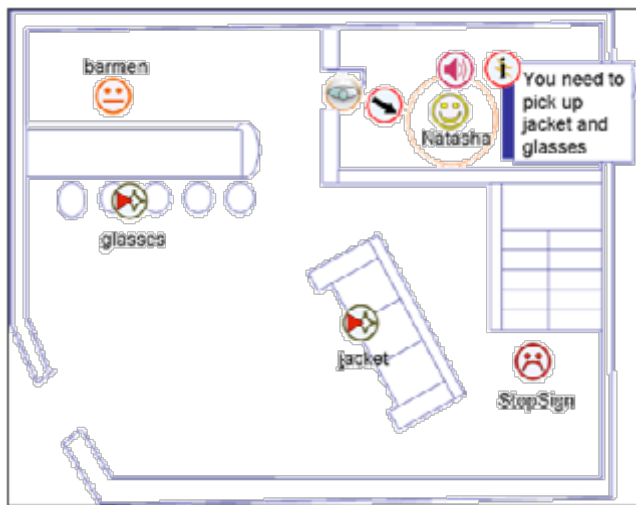 barmen
You need to
pick up
jacket and
glasses
Natasha
glasses
jacket
StopSign